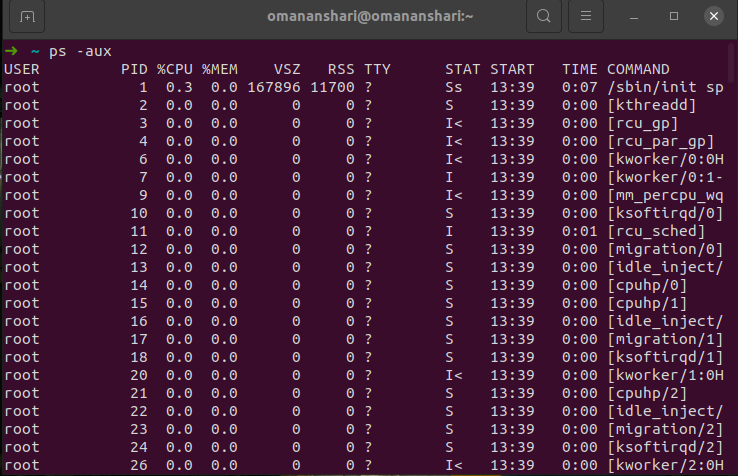 omananshari@omananshari:~
➜ ~ ps -aux
USER PID %CPU %MEM VSZ RSS TTY STAT START TIME COMMAND
root 1 0.3 0.0 167896 11700 ? Ss 13:39 0:07 /sbin/init sp
root 2 0.0 0.0 0 0 ? S 13:39 0:00 [kthreadd]
root 3 0.0 0.0 0 0 ? I< 13:39 0:00 [rcu_gp]
root 4 0.0 0.0 0 0 ? I< 13:39 0:00 [rcu_par_gp]
root 6 0.0 0.0 0 0 ? I< 13:39 0:00 [kworker/0:0H
root 7 0.0 0.0 0 0 ? I 13:39 0:00 [kworker/0:1-
root 9 0.0 0.0 0 0 ? I< 13:39 0:00 [mm_percpu_wq
root 10 0.0 0.0 0 0 ? S 13:39 0:00 [ksoftirqd/0]
root 11 0.0 0.0 0 0 ? I 13:39 0:01 [rcu_sched]
root 12 0.0 0.0 0 0 ? S 13:39 0:00 [migration/0]
root 13 0.0 0.0 0 0 ? S 13:39 0:00 [idle_inject/
root 14 0.0 0.0 0 0 ? S 13:39 0:00 [cpuhp/0]
root 15 0.0 0.0 0 0 ? S 13:39 0:00 [cpuhp/1]
root 16 0.0 0.0 0 0 ? S 13:39 0:00 [idle_inject/
root 17 0.0 0.0 0 0 ? S 13:39 0:00 [migration/1]
root 18 0.0 0.0 0 0 ? S 13:39 0:00 [ksoftirqd/1]
root 20 0.0 0.0 0 0 ? I< 13:39 0:00 [kworker/1:0H
root 21 0.0 0.0 0 0 ? S 13:39 0:00 [cpuhp/2]
root 22 0.0 0.0 0 0 ? S 13:39 0:00 [idle_inject/
root 23 0.0 0.0 0 0 ? S 13:39 0:00 [migration/2]
root 24 0.0 0.0 0 0 ? S 13:39 0:00 [ksoftirqd/2]
root 26 0.0 0.0 0 0 ? I< 13:39 0:00 [kworker/2:0H